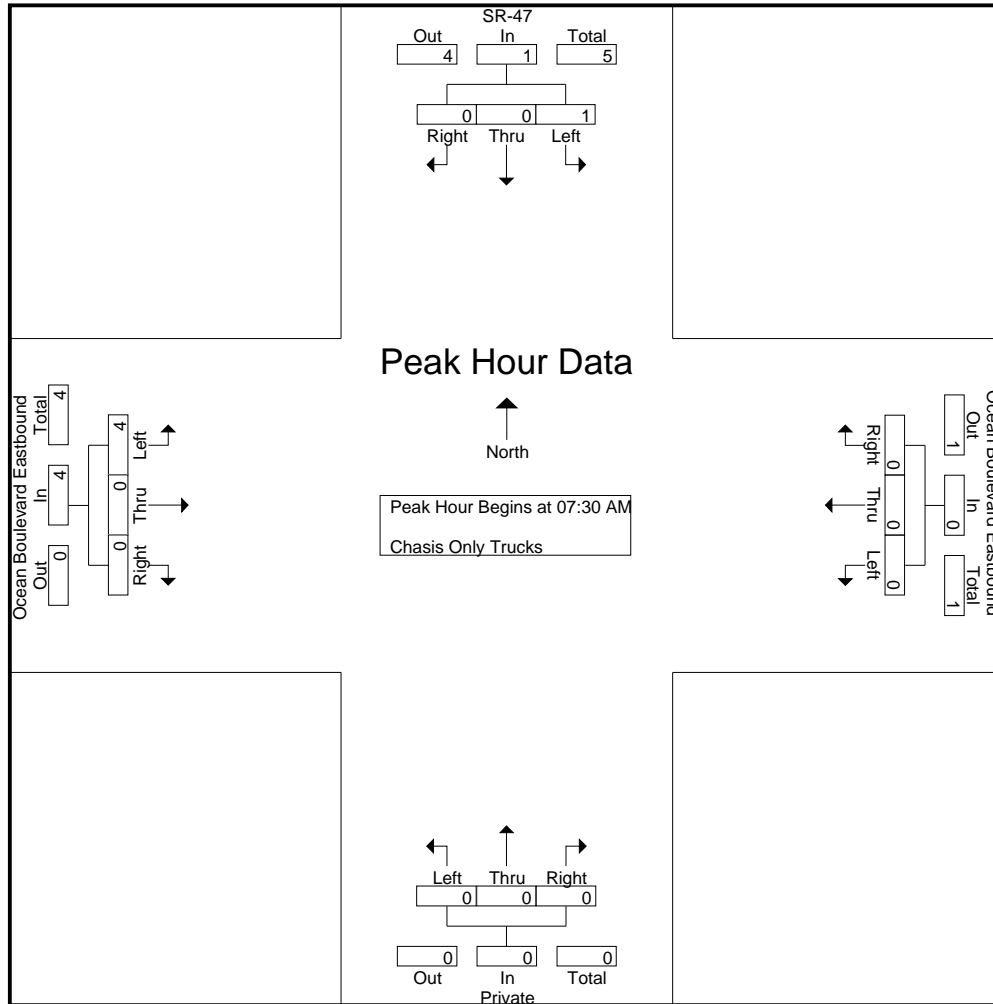 SR-47
Out In Total
4 1 5
0 0 1
Right Thru Left
Peak Hour Data
North
Peak Hour Begins at 07:30 AM
Chasis Only Trucks
Ocean Boulevard Eastbound
Total In Out
4 4 0
4 0 0
Left Thru Right
Ocean Boulevard Eastbound
Out In Total
1 0 1
0 0 0
Right Thru Left
Left Thru Right
0 0 0
0 0 0
Out In Total
Private